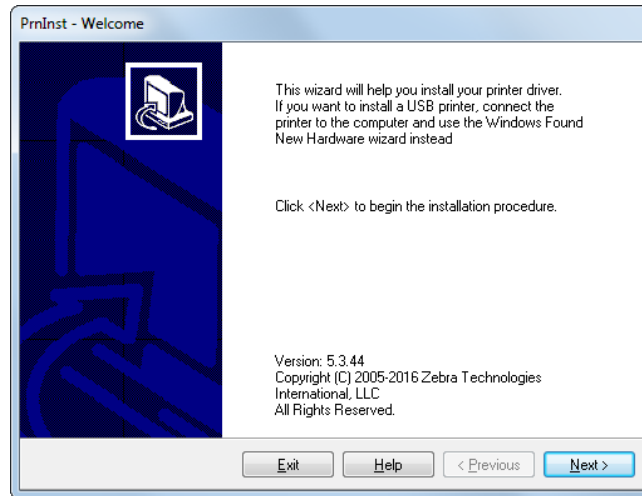 PrnInst - Welcome
This wizard will help you install your printer driver.
If you want to install a USB printer, connect the
printer to the computer and use the Windows Found
New Hardware wizard instead
Click <Next> to begin the installation procedure.
Version: 5.3.44
Copyright (C) 2005-2016 Zebra Technologies
International, LLC
All Rights Reserved.
Exit Help < Previous Next >